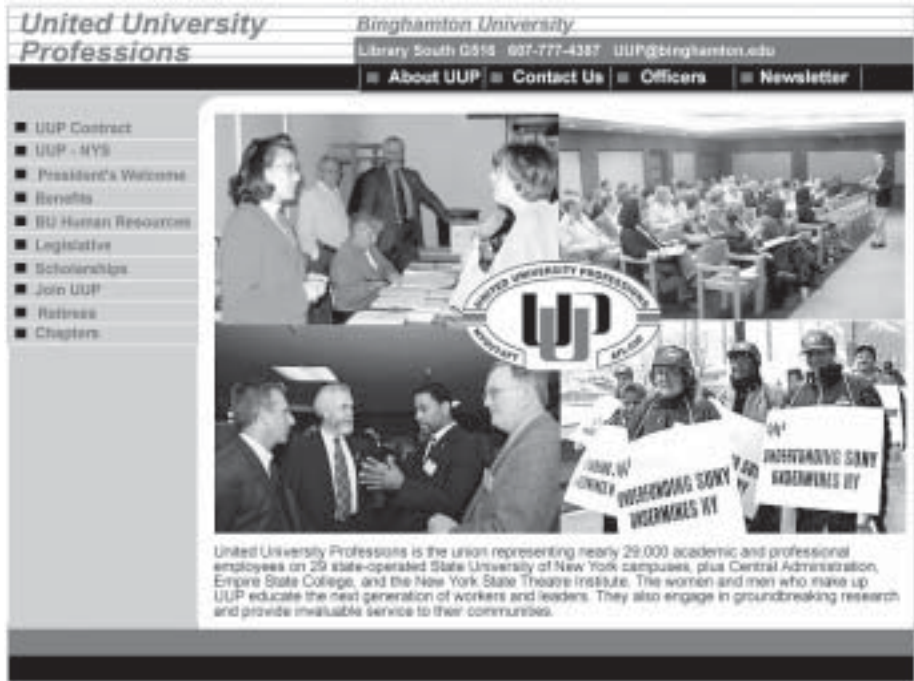 United University
Professions
Binghamton University
Library South G516 607-777-4387 UUP@binghamton.edu
About UUP
Contact Us
Officers
Newsletter
UUP Contract
UUP - NYS
President's Welcome
Benefits
BU Human Resources
Legislative
Scholarships
Join UUP
Retirees
Chapters
UNITED UNIVERSITY PROFESSIONS
UUP
NYSUT/AFT
AFL-CIO
UNDERFUNDING SUNY
UNDERMINES NY
UNDERFUNDING SUNY
UNDERMINES NY
United University Professions is the union representing nearly 29,000 academic and professional
employees on 29 state-operated State University of New York campuses, plus Central Administration,
Empire State College, and the New York State Theatre Institute. The women and men who make up
UUP educate the next generation of workers and leaders. They also engage in groundbreaking research
and provide invaluable service to their communities.